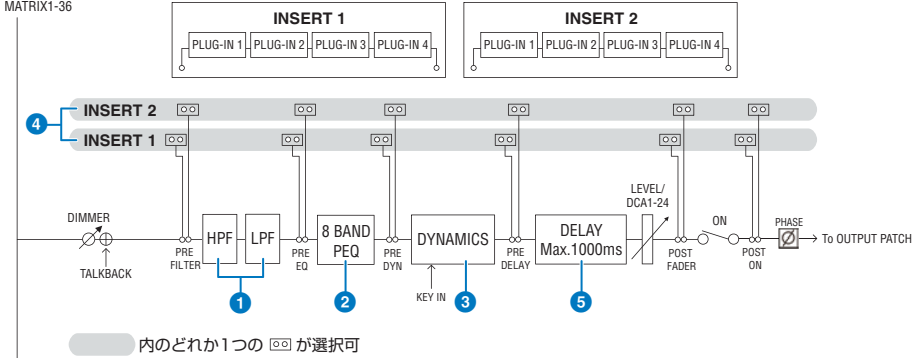 MATRIX1-36
INSERT 1
PLUG-IN 1 PLUG-IN 2 PLUG-IN 3 PLUG-IN 4
INSERT 2
PLUG-IN 1 PLUG-IN 2 PLUG-IN 3 PLUG-IN 4
4
INSERT 2
INSERT 1
DIMMER
TALKBACK
PRE
FILTER
HPF
LPF
1
PRE
EQ
8 BAND
PEQ
2
PRE
DYN
DYNAMICS
KEY IN
3
PRE
DELAY
DELAY
Max.1000ms
5
LEVEL/
DCA1-24
POST
FADER
ON
POST
ON
PHASE
To OUTPUT PATCH
内のどれか1つの が選択可